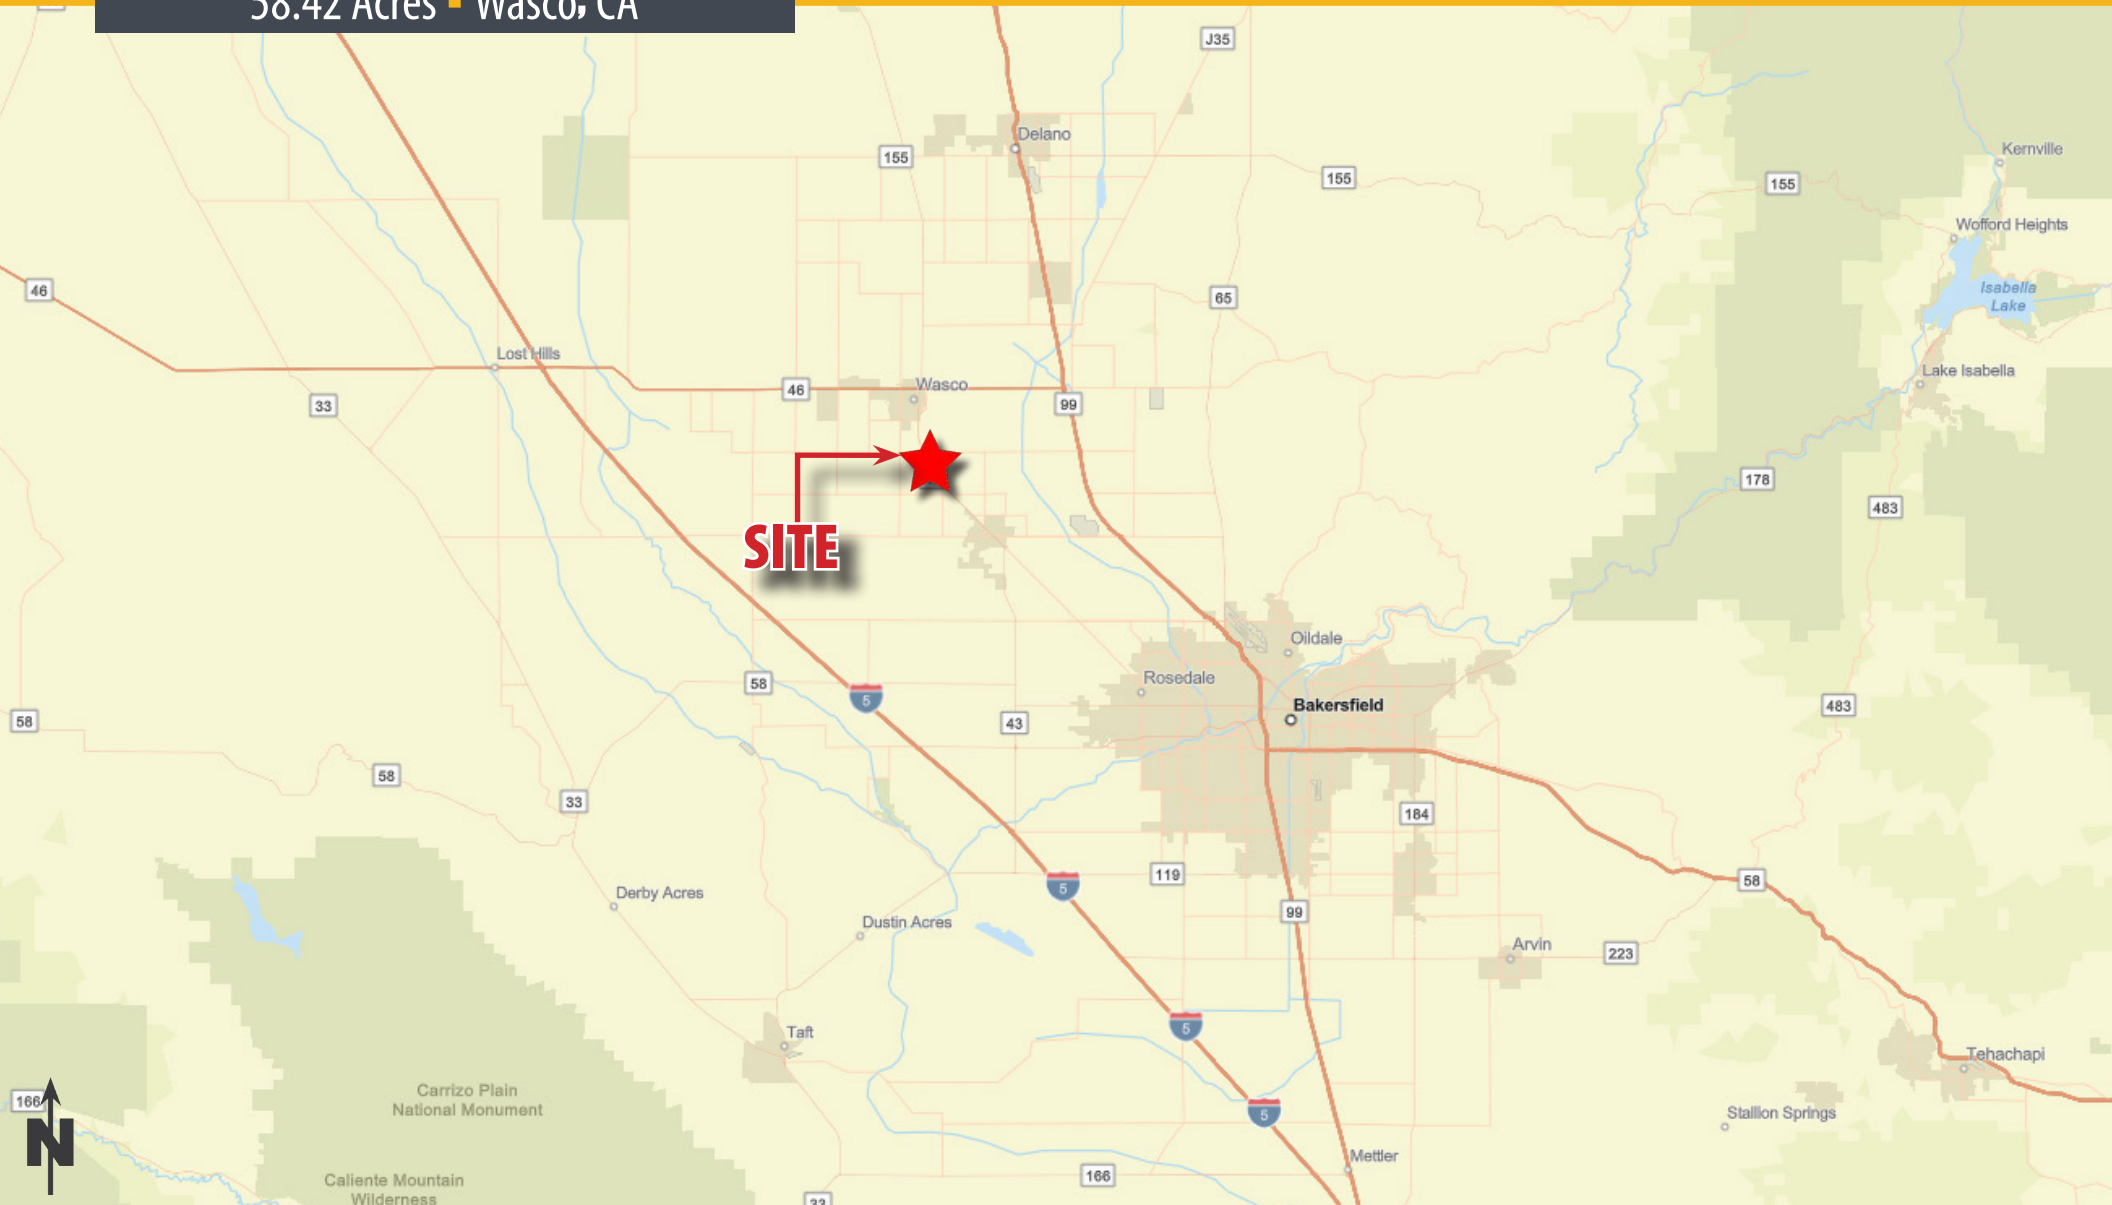 58.42 Acres ▪ Wasco, CA
J35
Delano
155
155
155
Kernville
Wofford Heights
Isabella
Lake
46
65
Lost Hills
46
Wasco
99
33
Lake Isabella
178
483
SITE
Oildale
Rosedale
58
5
Bakersfield
58
43
483
58
33
184
119
5
58
Derby Acres
99
Dustin Acres
Arvin
223
5
Taft
Tehachapi
Carrizo Plain
National Monument
166
5
Stallion Springs
N
Mettler
166
Caliente Mountain
Wilderness
33